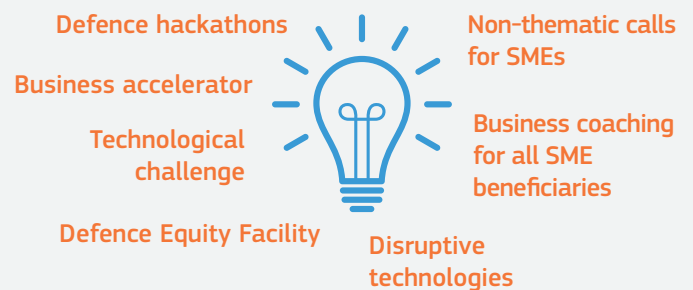 Defence hackathons
Business accelerator
Technological
challenge
Defence Equity Facility
Non-thematic calls
for SMEs
Business coaching
for all SME
beneficiaries
Disruptive
technologies